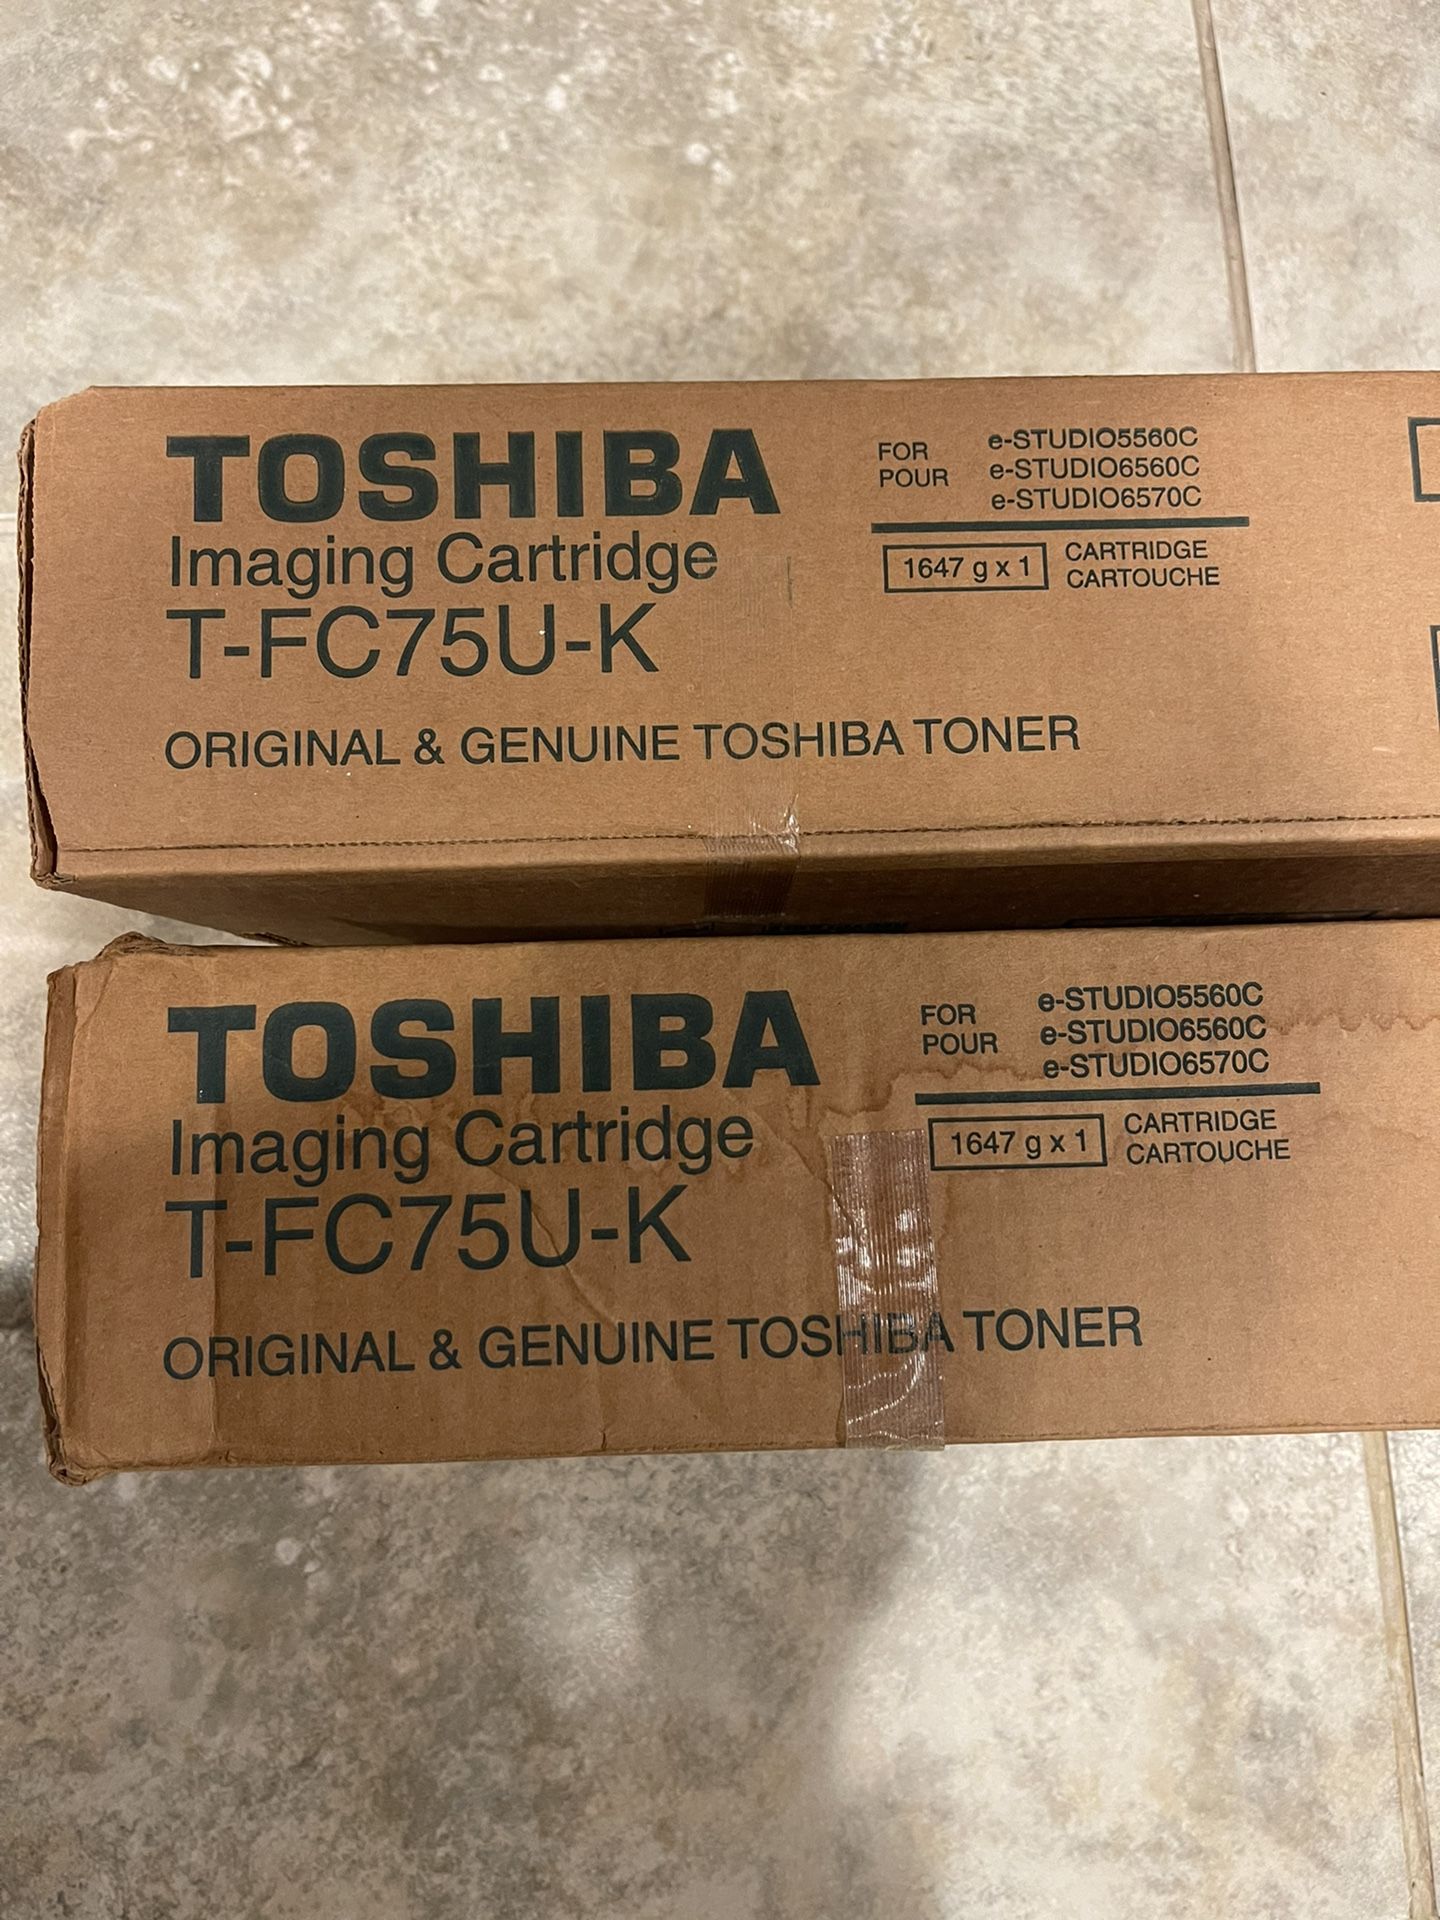 TOSHIBA
Imaging Cartridge
T-FC75U-K
ORIGINAL & GENUINE TOSHIBA TONER
FOR
POUR
e-STUDIO5560C
e-STUDIO6560C
e-STUDIO6570C
1647 g x 1
CARTRIDGE
CARTOUCHE
TOSHIBA
Imaging Cartridge
T-FC75U-K
ORIGINAL & GENUINE TOSHIBA TONER
FOR
POUR
e-STUDIO5560C
e-STUDIO6560C
e-STUDIO6570C
1647 g x 1
CARTRIDGE
CARTOUCHE